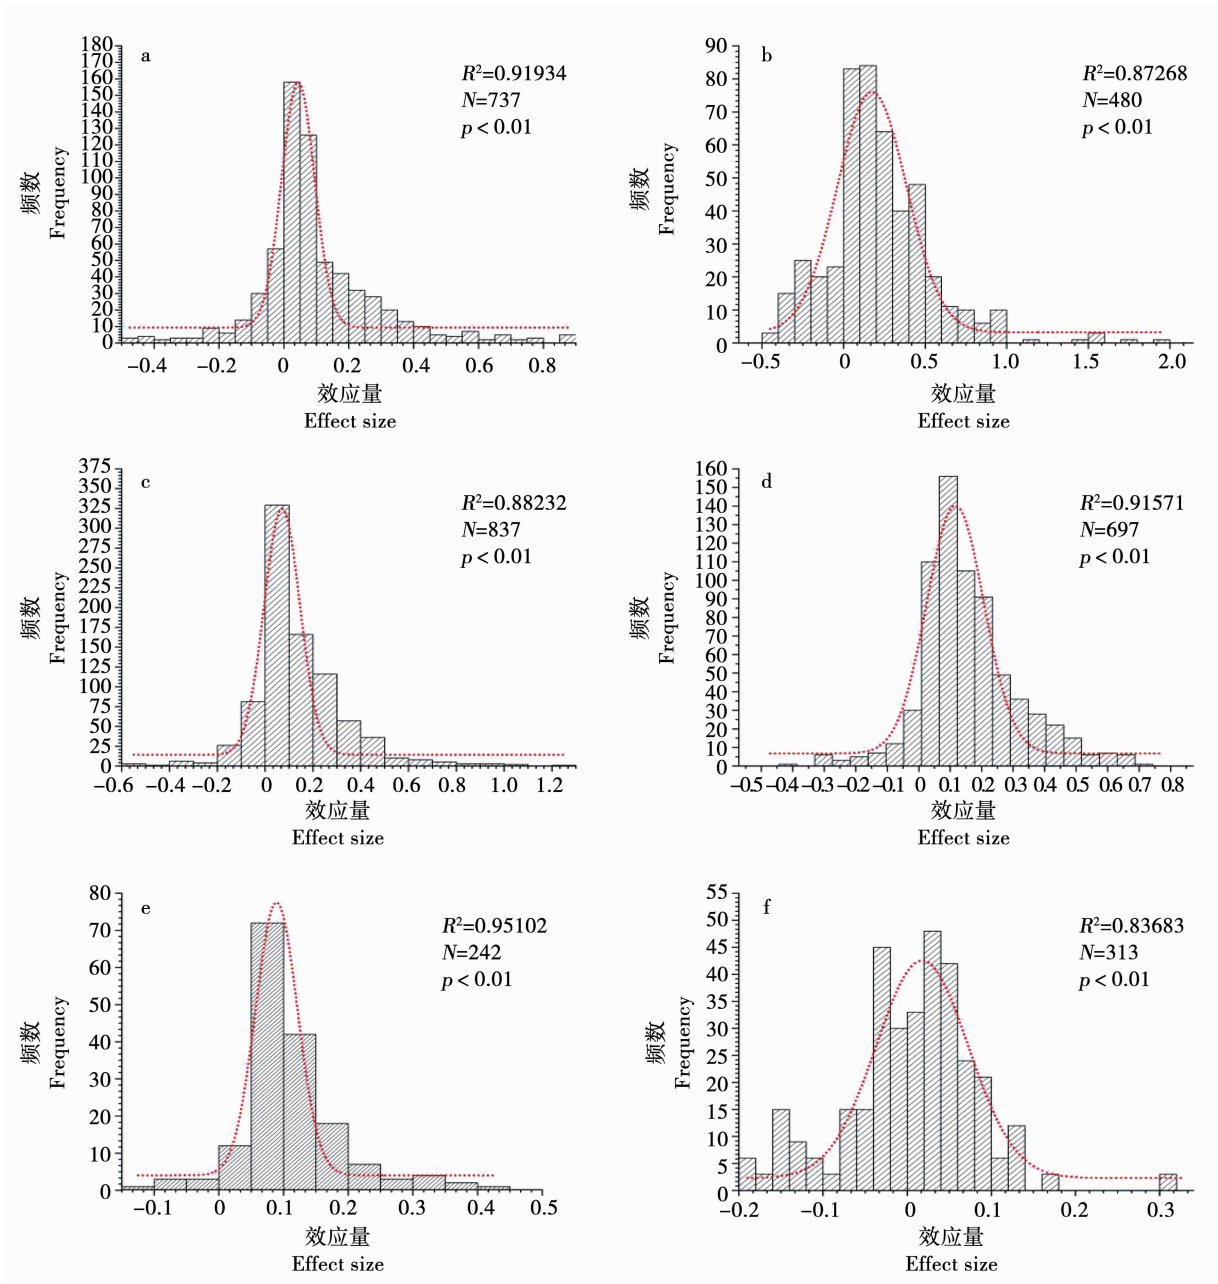 a
R²=0.91934
N=737
p < 0.01
频数
Frequency
180
170
160
150
140
130
120
110
100
90
80
70
60
50
40
30
20
10
0
−0.4 −0.2 0 0.2 0.4 0.6 0.8
效应量
Effect size
b
R²=0.87268
N=480
p < 0.01
频数
Frequency
90
80
70
60
50
40
30
20
10
0
−0.5 0 0.5 1.0 1.5 2.0
效应量
Effect size
c
R²=0.88232
N=837
p < 0.01
频数
Frequency
375
350
325
300
275
250
225
200
175
150
125
100
75
50
25
0
−0.6 −0.4 −0.2 0 0.2 0.4 0.6 0.8 1.0 1.2
效应量
Effect size
d
R²=0.91571
N=697
p < 0.01
频数
Frequency
160
150
140
130
120
110
100
90
80
70
60
50
40
30
20
10
0
−0.5 −0.4 −0.3 −0.2 −0.1 0 0.1 0.2 0.3 0.4 0.5 0.6 0.7 0.8
效应量
Effect size
e
R²=0.95102
N=242
p < 0.01
频数
Frequency
80
70
60
50
40
30
20
10
0
−0.1 0 0.1 0.2 0.3 0.4 0.5
效应量
Effect size
f
R²=0.83683
N=313
p < 0.01
频数
Frequency
55
50
45
40
35
30
25
20
15
10
5
0
−0.2 −0.1 0 0.1 0.2 0.3
效应量
Effect size